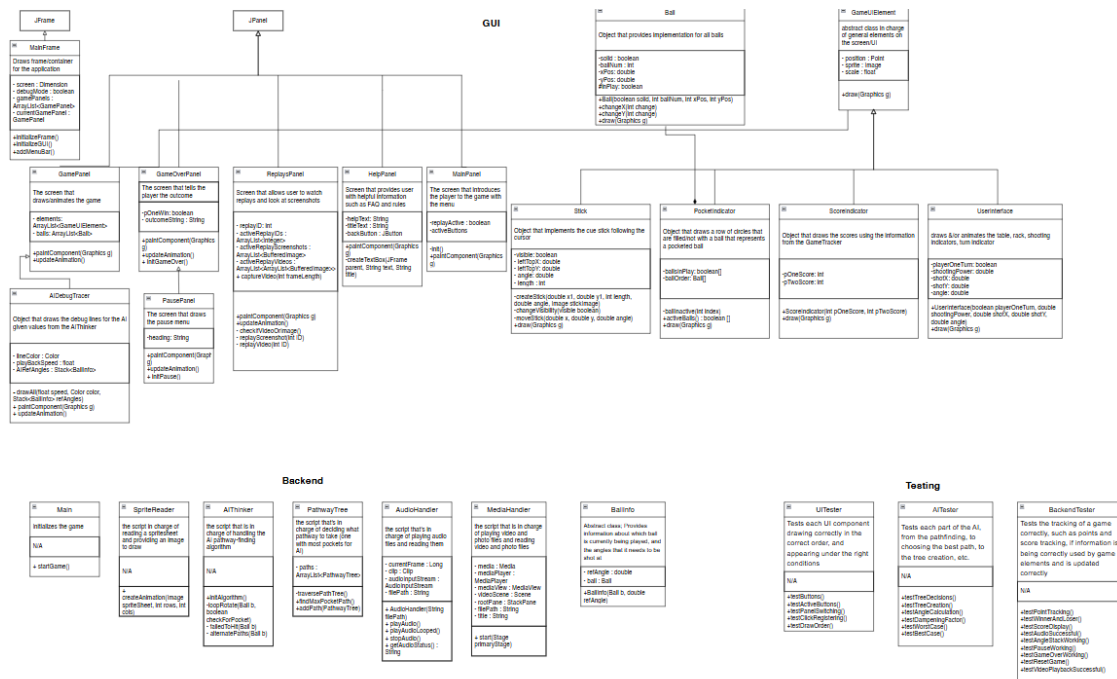 GUI
JFrame
MainFrame
Draws frame/container
for the application
- screen : Dimension
- debugMode : boolean
- gamePanels :
ArrayList<GamePanel>
- currentGamePanel :
GamePanel
+initializeFrame()
+initializeGUI()
+addMenuBar()
JPanel
Ball
Object that provides implementation for all balls
-solid : boolean
-ballNum : int
-xPos: double
-yPos: double
#inPlay: boolean
+Ball(boolean solid, int ballNum, int xPos, int yPos)
+changeX(int change)
+changeY(int change)
+draw(Graphics g)
GameUIElement
abstract class in charge
of general elements on
the screen/UI
- position : Point
- sprite : Image
- scale : float
+draw(Graphics g)
GamePanel
The screen that
draws/animates the game
- elements:
ArrayList<GameUIElement>
- balls: ArrayList<Ball>
+paintComponent(Graphics g)
+updateAnimation()
GameOverPanel
The screen that tells the
player the outcome
-pOneWin: boolean
- outcomeString : String
+paintComponent(Graphics
g)
+updateAnimation()
+ initGameOver()
ReplaysPanel
Screen that allows user to watch
replays and look at screenshots
- replayID: int
- activeReplayIDs :
ArrayList<Integer>
- activeReplayScreenshots :
ArrayList<BufferedImage>
- activeReplayVideos :
ArrayList<ArrayList<BufferedImage>>
+ captureVideo(int frameLength)
+paintComponent(Graphics g)
+updateAnimation()
- checkIfVideoOrImage()
- replayScreenshot(int ID)
- replayVideo(int ID)
HelpPanel
Screen that provides user
with helpful information
such as FAQ and rules
-helpText: String
-titleText : String
-backButton : JButton
+paintComponent(Graphics
g)
-createTextBox(JFrame
parent, String text, String
title)
MainPanel
The screen that introduces
the player to the game with the
menu
-replayActive : boolean
-activeButtons
-init()
+paintComponent(Graphics g)
Stick
Object that implements the cue stick following the
cursor
-visible: boolean
- leftTopX: double
- leftTopY: double
- angle: double
- length : int
-createStick(double x1, double y1, int length,
double angle, Image stickImage)
-changeVisibility(visible boolean)
-moveStick(double x, double y, double angle)
+draw(Graphics g)
PocketIndicator
Object that draws a row of circles that
are filled/not with a ball that represents
a pocketed ball
-ballsInPlay: boolean[]
-ballOrder: Ball[]
-ballInactive(int index)
+activeBalls() : boolean []
+draw(Graphics g)
ScoreIndicator
Object that draws the scores using the information
from the GameTracker
-pOneScore: int
-pTwoScore: int
+ScoreIndicator(int pOneScore, int pTwoScore)
+draw(Graphics g)
UserInterface
draws &/or animates the table, rack, shooting
indicators, turn indicator
-playerOneTurn: boolean
-shootingPower: double
-shotX: double
-shotY: double
-angle: double
+UserInterface(boolean playerOneTurn, double
shootingPower, double shotX, double shotY,
double angle)
+draw(Graphics g)
AIDebugTracer
Object that draws the debug lines for the AI
given values from the AIThinker
- lineColor : Color
- playBackSpeed : float
- AIRefAngles : Stack<BallInfo>
- drawAll(float speed, Color color,
Stack<BallInfo> refAngles)
+ paintComponent(Graphics g)
+ updateAnimation()
PausePanel
The screen that draws
the pause menu
-heading: String
+paintComponent(Graph
g)
+updateAnimation()
+ initPause()
Backend
Main
initializes the game
N/A
+ startGame()
SpriteReader
the script in charge
of reading a spritesheet
and providing an image to
draw
N/A
+
createAnimation(Image
spriteSheet, int rows, int
cols)
AIThinker
the script that is in
charge of handling the
AI pathway-finding
algorithm
N/A
+initAlgorithm()
-loopRotate(Ball b,
boolean
checkForPocket)
- failedToHit(Ball b)
- alternatePaths(Ball b)
PathwayTree
the script that's in
charge of deciding what
pathway to take (one
with most pockets for
AI)
- paths :
ArrayList<PathwayTree>
-traversePathTree()
+findMaxPocketPath()
+addPath(PathwayTree)
AudioHandler
the script that's in
charge of playing audio
files and reading them
- currentFrame : Long
- clip : Clip
- audioInputStream :
AudioInputStream
- filePath : String
+ AudioHandler(String
filePath)
+ playAudio()
+ playAudioLooped()
+ stopAudio()
+ getAudioStatus() :
String
MediaHandler
the script that is in charge
of playing video and
photo files and reading
video and photo files
- media : Media
- mediaPlayer :
MediaPlayer
- mediaView : MediaView
- videoScene : Scene
- rootPane : StackPane
- filePath : String
- title : String
+ start(Stage
primaryStage)
BallInfo
Abstract class; Provides
information about which ball
is currently being played, and
the angles that it needs to be
shot at
- refAngle : double
- ball : Ball
+BallInfo(Ball b, double
refAngle)
Testing
UITester
Tests each UI component
drawing correctly in the
correct order, and
appearing under the right
conditions
N/A
+testButtons()
+testActiveButtons()
+testPanelSwitching()
+testClickRegistering()
+testDrawOrder()
AITester
Tests each part of the AI,
from the pathfinding, to
choosing the best path, to
the tree creation, etc.
N/A
+testTreeDecisions()
+testTreeCreation()
+testAngleCalculation()
+testDampeningFactor()
+testWorstCase()
+testBestCase()
BackendTester
Tests the tracking of a game
correctly, such as points and
score tracking, if information is
being correctly used by game
elements and is updated
correctly
N/A
+testPointTracking()
+testWinnerAndLoser()
+testScoreDisplay()
+testAudioSuccessful()
+testAngleStackWorking()
+testPauseWorking()
+testGameOverWorking()
+testResetGame()
+testVideoPlaybackSuccessful()